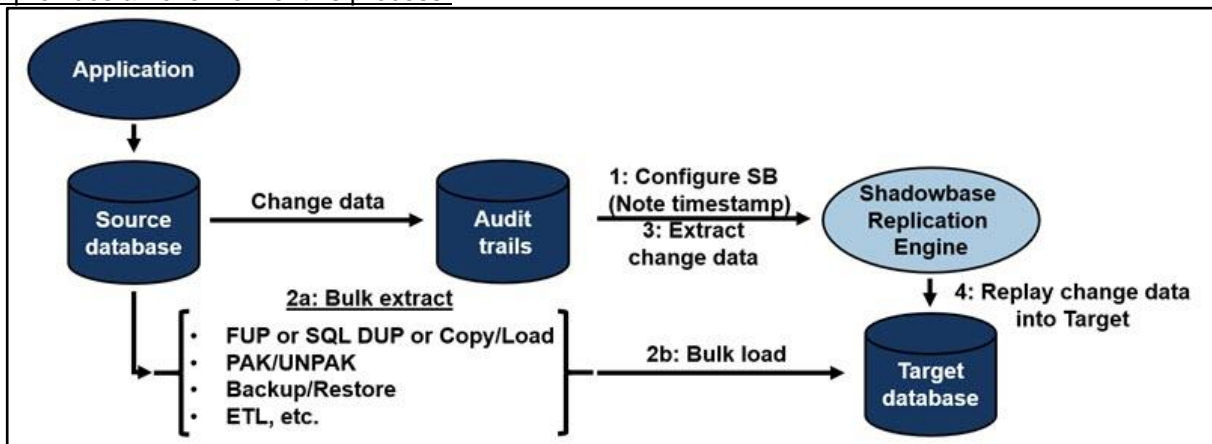 Application
Source
database
Change data
Audit
trails
1: Configure SB
(Note timestamp)
3: Extract
change data
Shadowbase
Replication
Engine
4: Replay change data
into Target
2a: Bulk extract
• FUP or SQL DUP or Copy/Load
• PAK/UNPAK
• Backup/Restore
• ETL, etc.
2b: Bulk load
Target
database